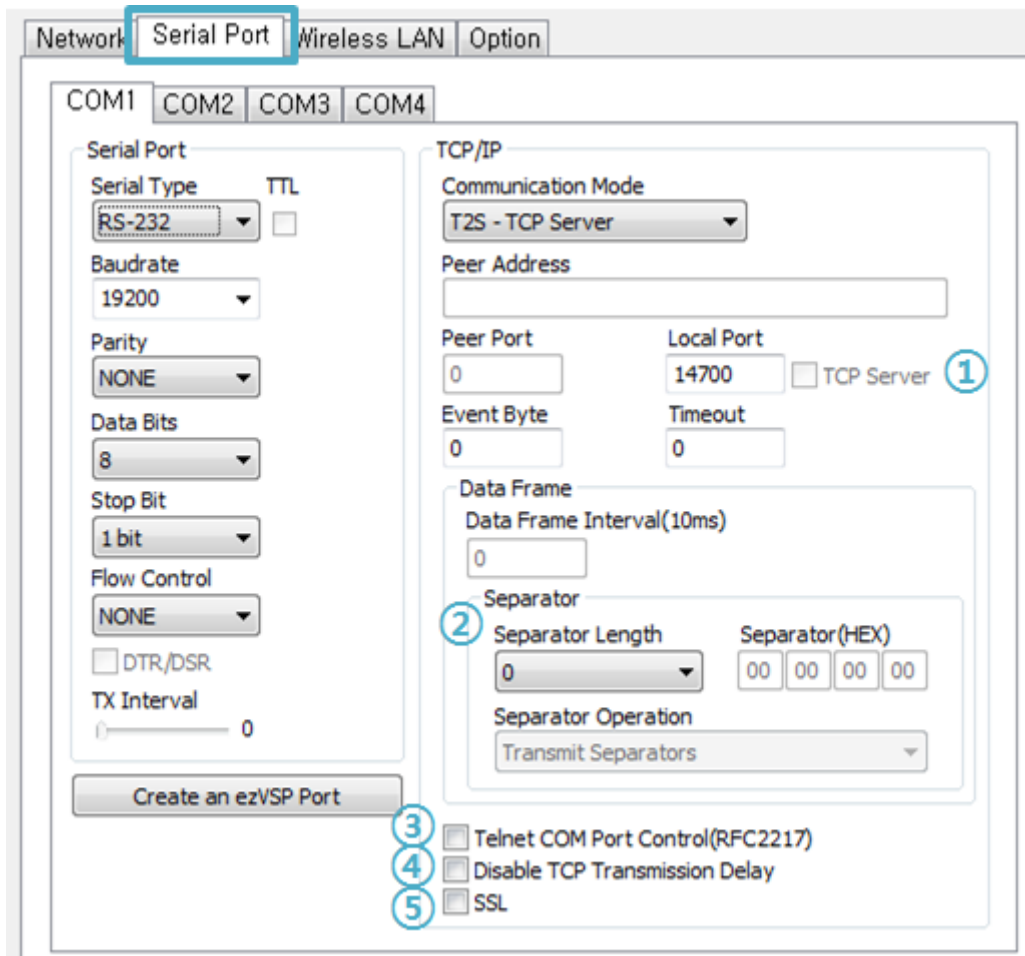 Network Serial Port Wireless LAN Option
COM1 COM2 COM3 COM4
Serial Port
Serial Type TTL
RS-232
Baudrate
19200
Parity
NONE
Data Bits
8
Stop Bit
1 bit
Flow Control
NONE
DTR/DSR
TX Interval
0
Create an ezVSP Port
TCP/IP
Communication Mode
T2S - TCP Server
Peer Address
Peer Port Local Port
0 14700 TCP Server ①
Event Byte Timeout
0 0
Data Frame
Data Frame Interval(10ms)
0
Separator
② Separator Length Separator(HEX)
0 00 00 00 00
Separator Operation
Transmit Separators
③ Telnet COM Port Control(RFC2217)
④ Disable TCP Transmission Delay
⑤ SSL